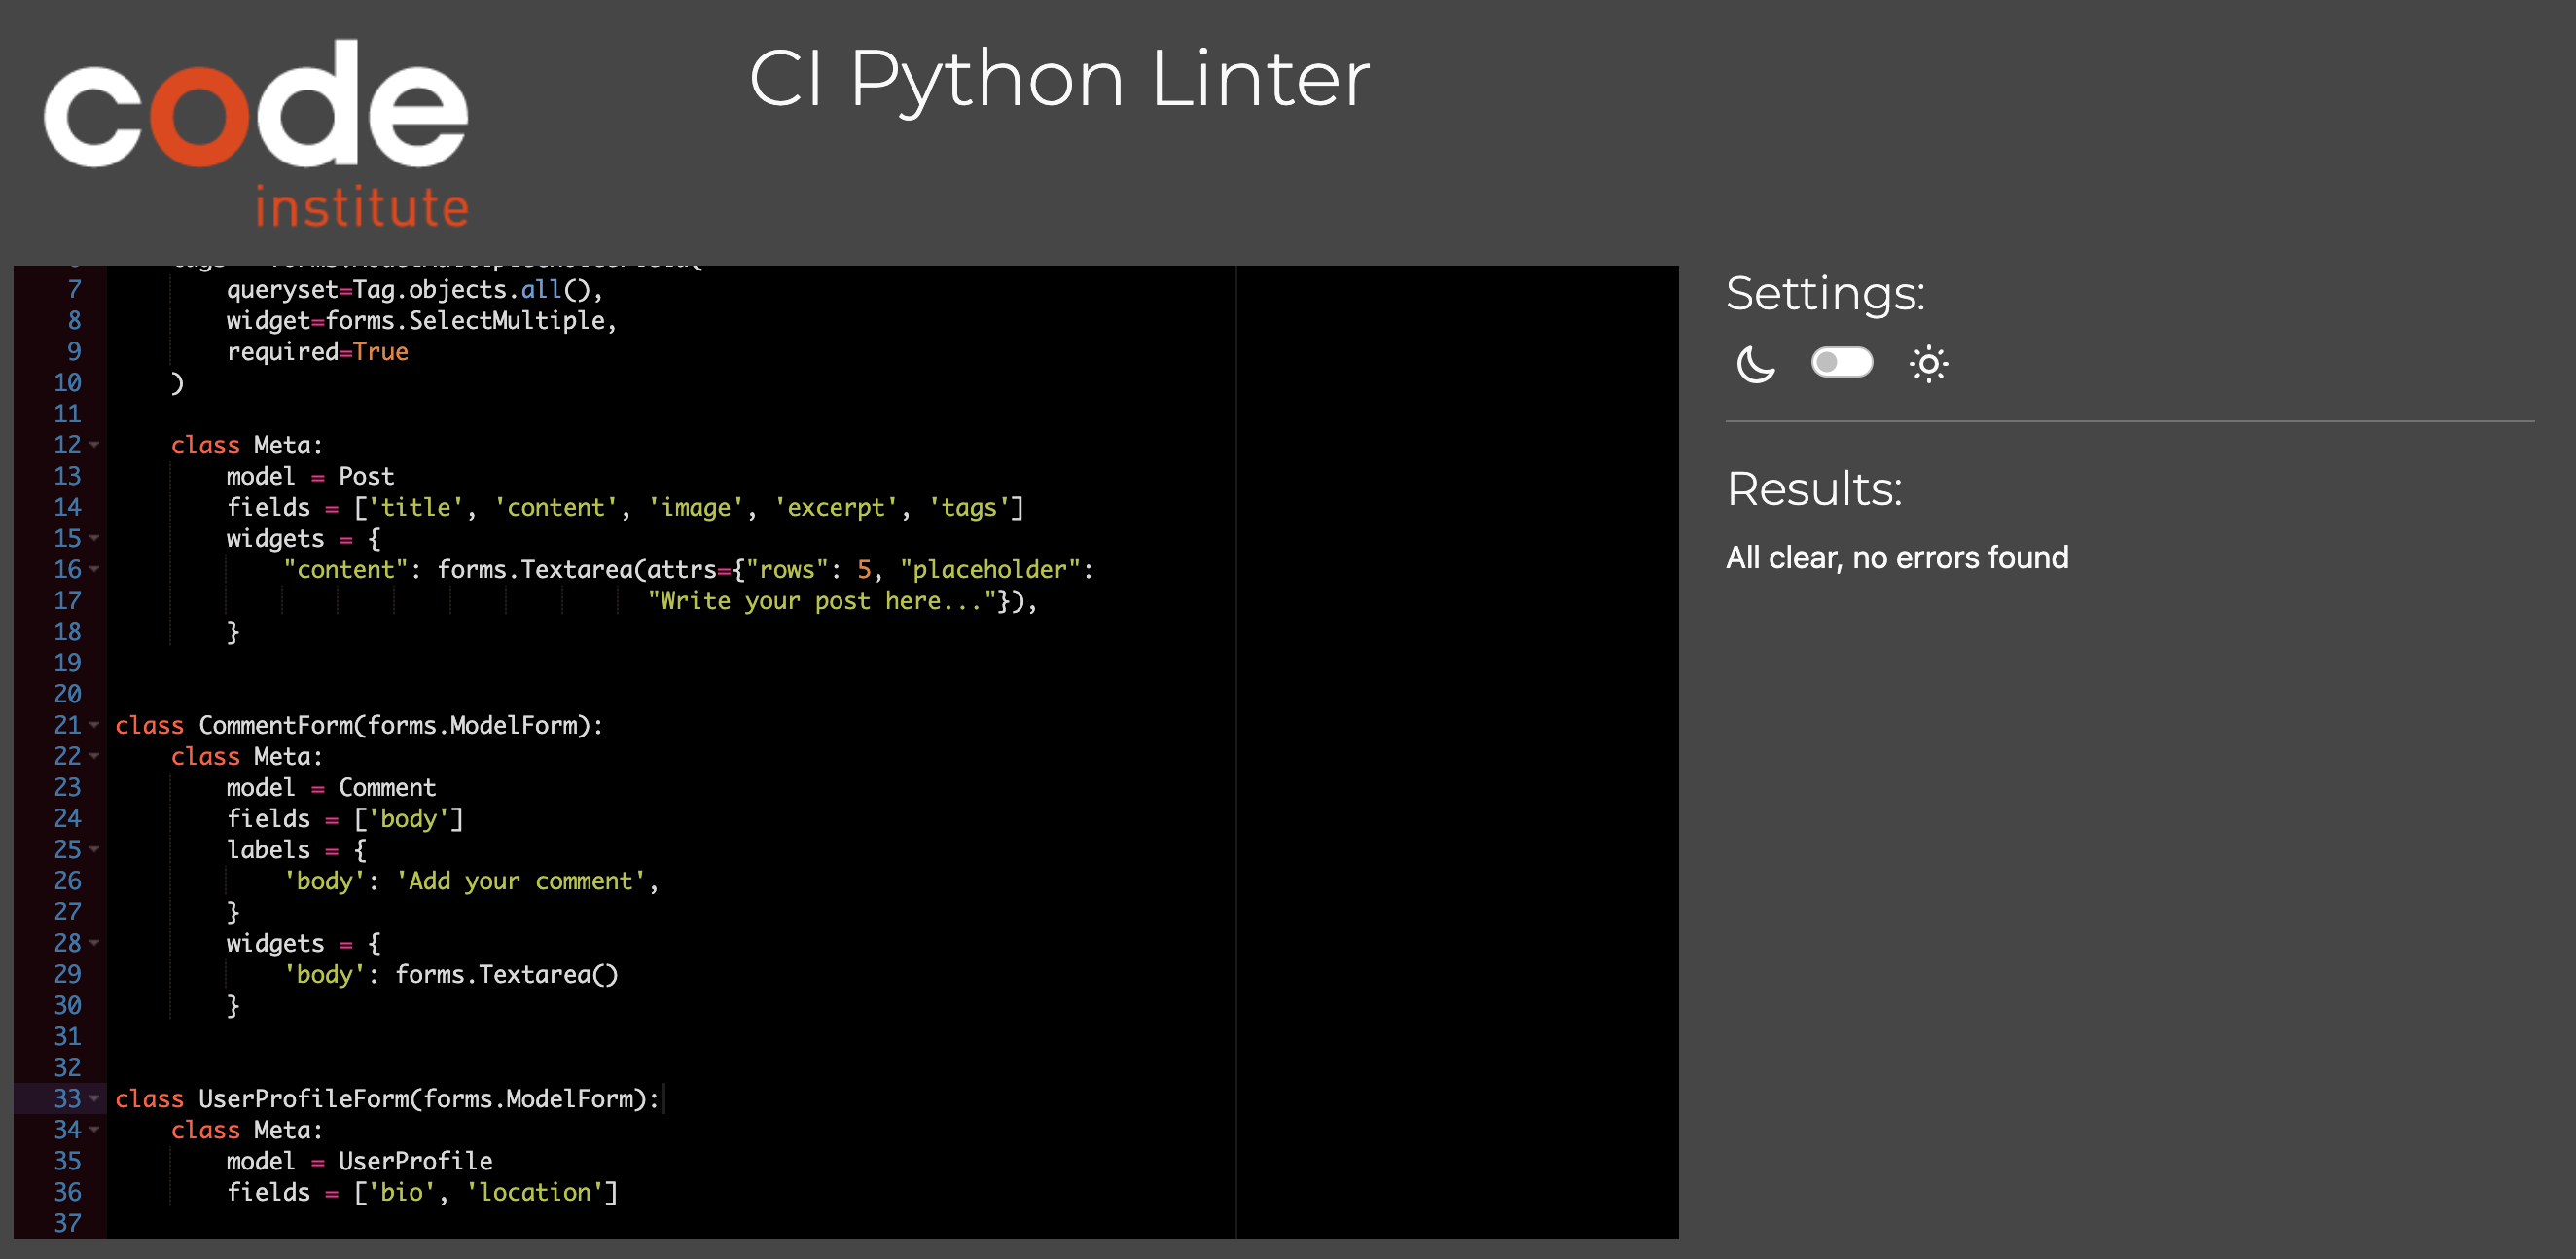 code
institute
CI Python Linter
7 queryset=Tag.objects.all(),
8 widget=forms.SelectMultiple,
9 required=True
10 )
11
12 class Meta:
13 model = Post
14 fields = ['title', 'content', 'image', 'excerpt', 'tags']
15 widgets = {
16 "content": forms.Textarea(attrs={"rows": 5, "placeholder":
17 "Write your post here..."}),
18 }
19
20
21 class CommentForm(forms.ModelForm):
22 class Meta:
23 model = Comment
24 fields = ['body']
25 labels = {
26 'body': 'Add your comment',
27 }
28 widgets = {
29 'body': forms.Textarea()
30 }
31
32
33 class UserProfileForm(forms.ModelForm):
34 class Meta:
35 model = UserProfile
36 fields = ['bio', 'location']
37
Settings:
Results:
All clear, no errors found